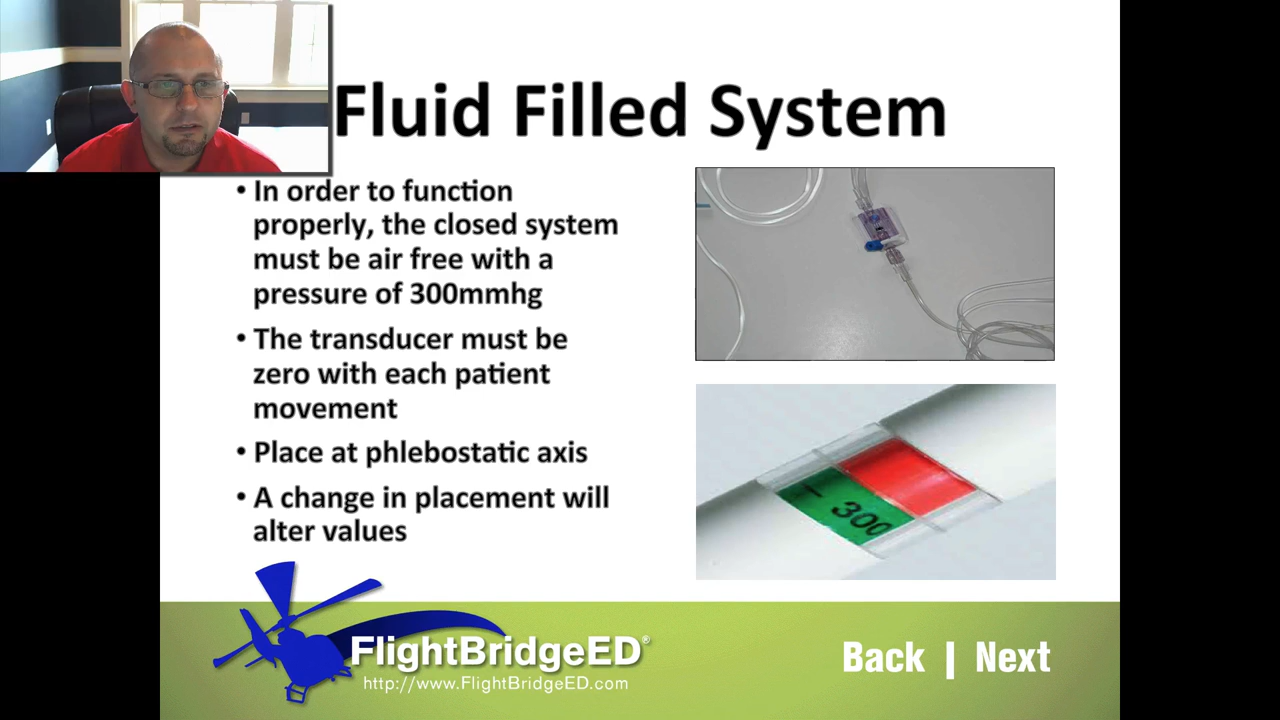 Fluid Filled System
• In order to function
properly, the closed system
must be air free with a
pressure of 300mmhg
• The transducer must be
zero with each patient
movement
• Place at phlebostatic axis
• A change in placement will
alter values
– 300
FlightBridgeED®
http://www.FlightBridgeED.com
Back | Next